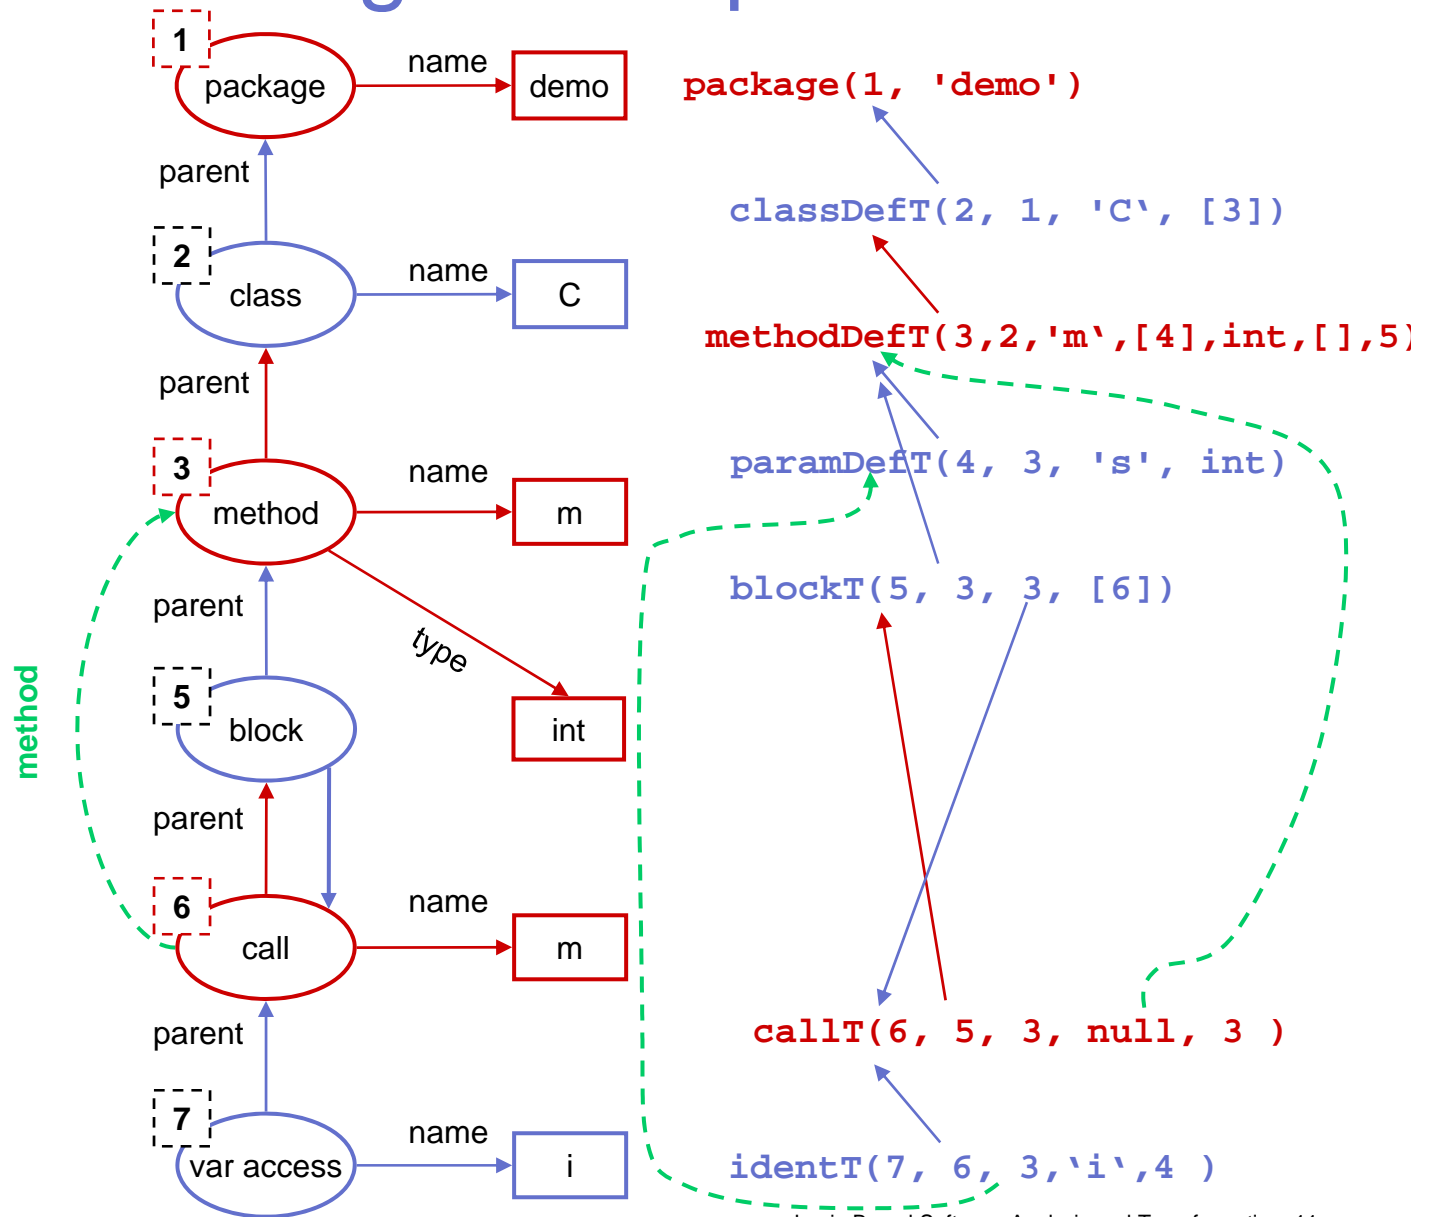 1
package
name
demo
package(1, 'demo')
parent
classDefT(2, 1, 'C‘, [3])
2
class
name
C
methodDefT(3,2,'m‘,[4],int,[],5)
parent
3
method
name
m
paramDefT(4, 3, 's', int)
parent
type
blockT(5, 3, 3, [6])
method
5
block
int
parent
6
call
name
m
callT(6, 5, 3, null, 3 )
parent
7
var access
name
i
identT(7, 6, 3,‘i‘,4 )